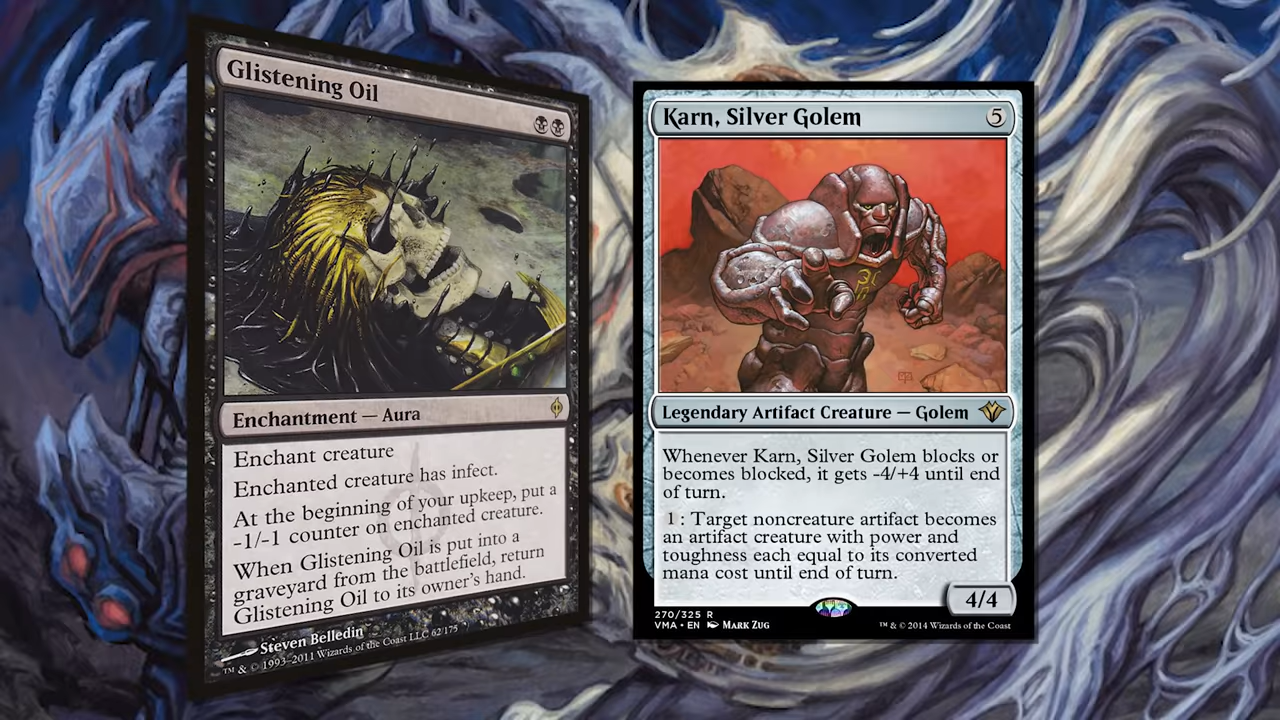 Glistening Oil
Enchantment — Aura
Enchant creature
Enchanted creature has infect.
At the beginning of your upkeep, put a
-1/-1 counter on enchanted creature.
When Glistening Oil is put into a
graveyard from the battlefield, return
Glistening Oil to its owner's hand.
Steven Belledin
™ & © 1993–2011 Wizards of the Coast LLC 62/175
Karn, Silver Golem 5
Legendary Artifact Creature — Golem
Whenever Karn, Silver Golem blocks or
becomes blocked, it gets -4/+4 until end
of turn.
1 : Target noncreature artifact becomes
an artifact creature with power and
toughness each equal to its converted
mana cost until end of turn.
4/4
270/325 R
VMA • EN Mark Zug ™ & © 2014 Wizards of the Coast